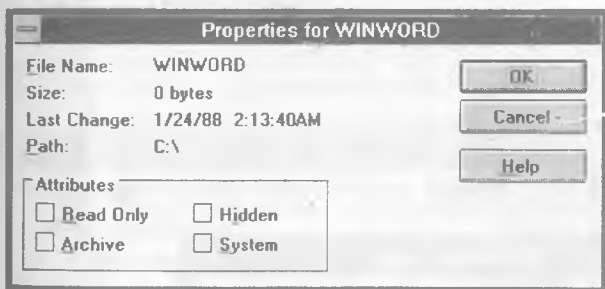 Properties for WINWORD
File Name: WINWORD
Size: 0 bytes
Last Change: 1/24/88 2:13:40AM
Path: C:\
OK
Cancel
Help
Attributes
Read Only Hidden
Archive System